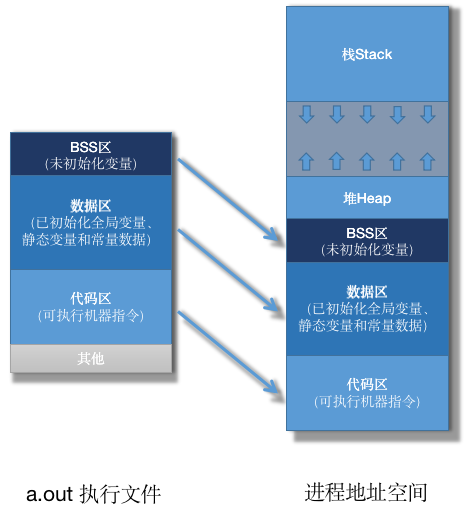 BSS区
(未初始化变量)
数据区
(已初始化全局变量、
静态变量和常量数据)
代码区
(可执行机器指令)
其他
a.out 执行文件
栈Stack
堆Heap
BSS区
(未初始化变量)
数据区
(已初始化全局变量、
静态变量和常量数据)
代码区
(可执行机器指令)
进程地址空间